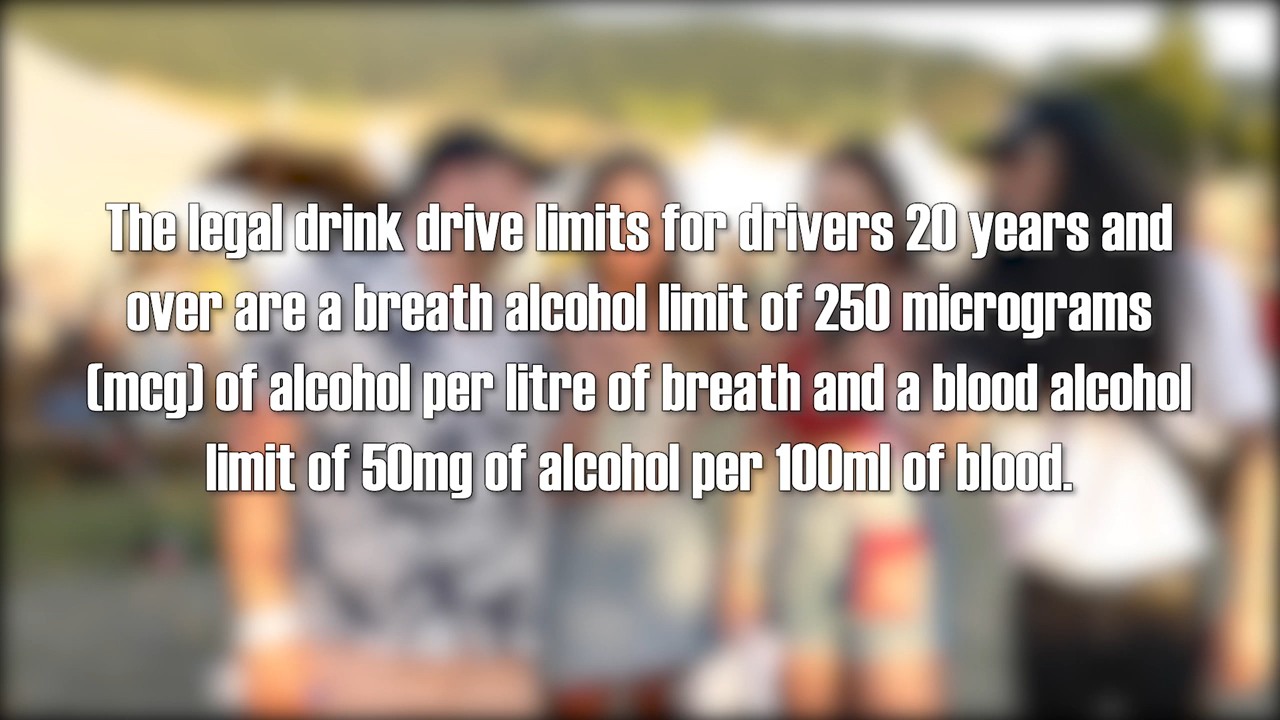 The legal drink drive limits for drivers 20 years and
over are a breath alcohol limit of 250 micrograms
(mcg) of alcohol per litre of breath and a blood alcohol
limit of 50mg of alcohol per 100ml of blood.